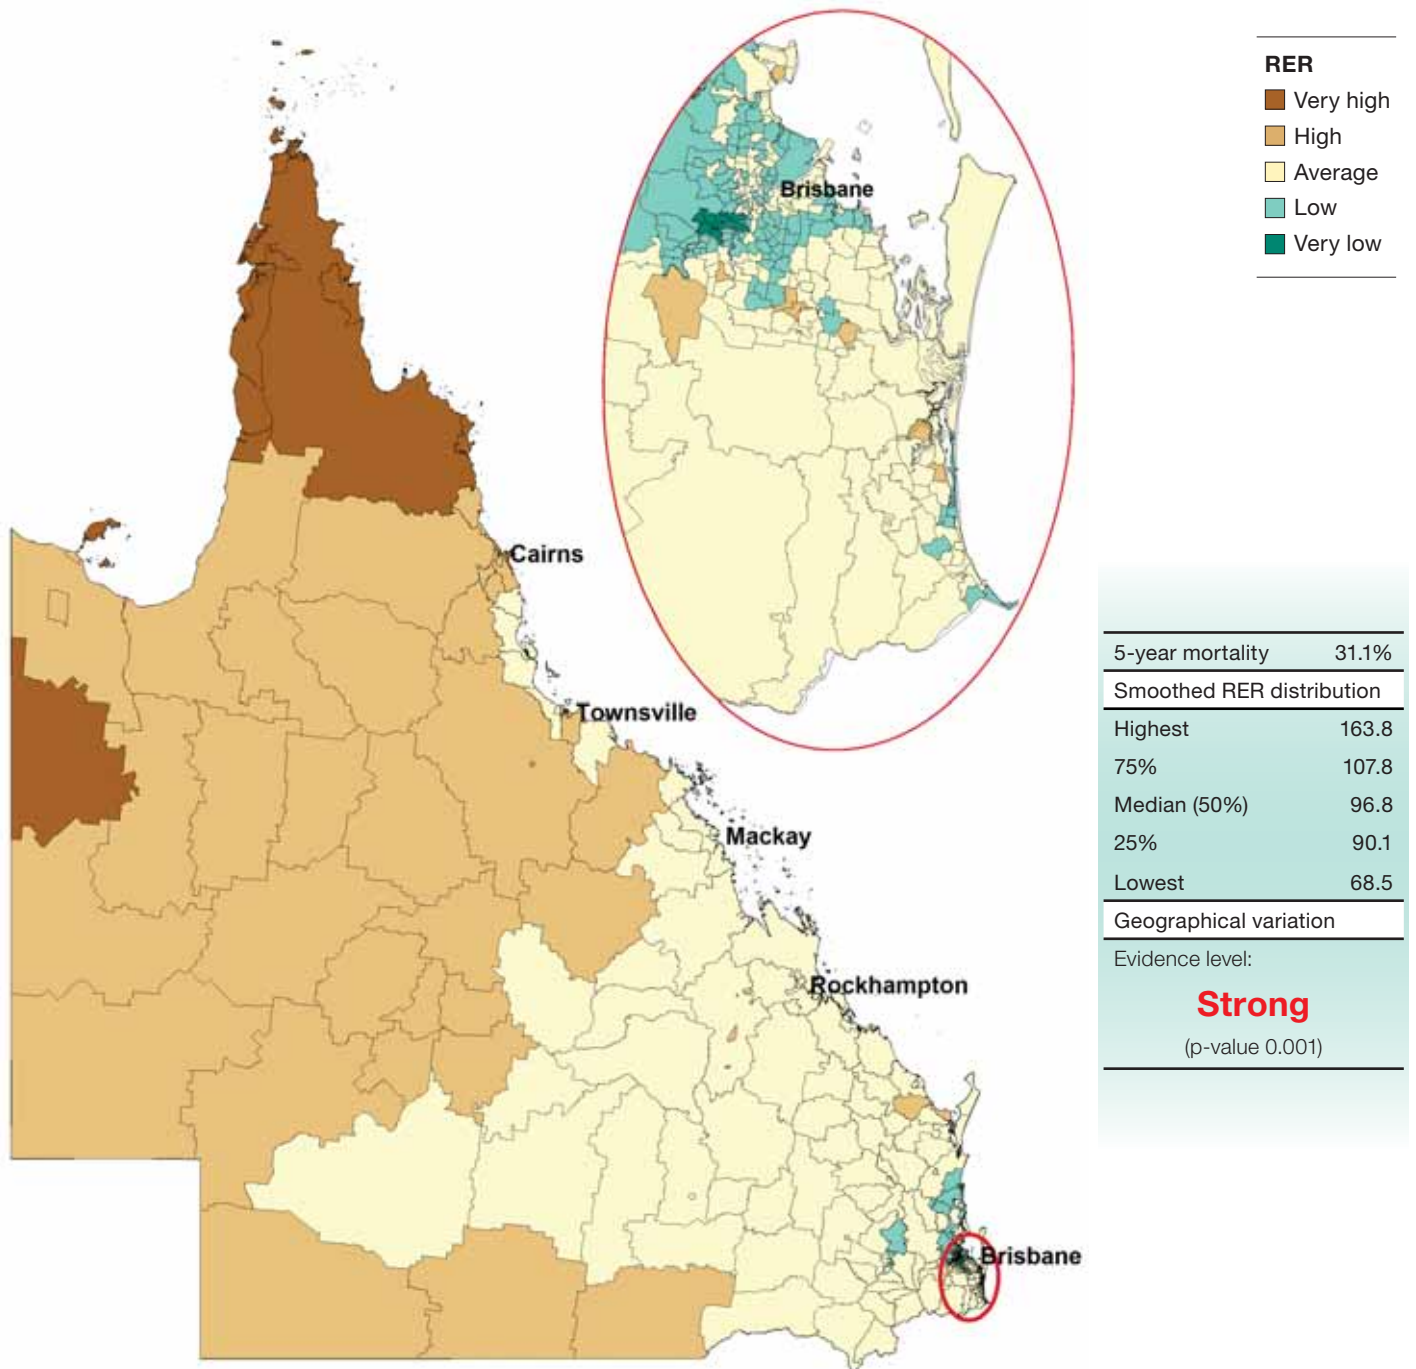 RER
Very high
High
Average
Low
Very low
Brisbane
Cairns
Townsville
Mackay
Rockhampton
Brisbane
5-year mortality 31.1%
Smoothed RER distribution
Highest 163.8
75% 107.8
Median (50%) 96.8
25% 90.1
Lowest 68.5
Geographical variation
Evidence level:
Strong
(p-value 0.001)